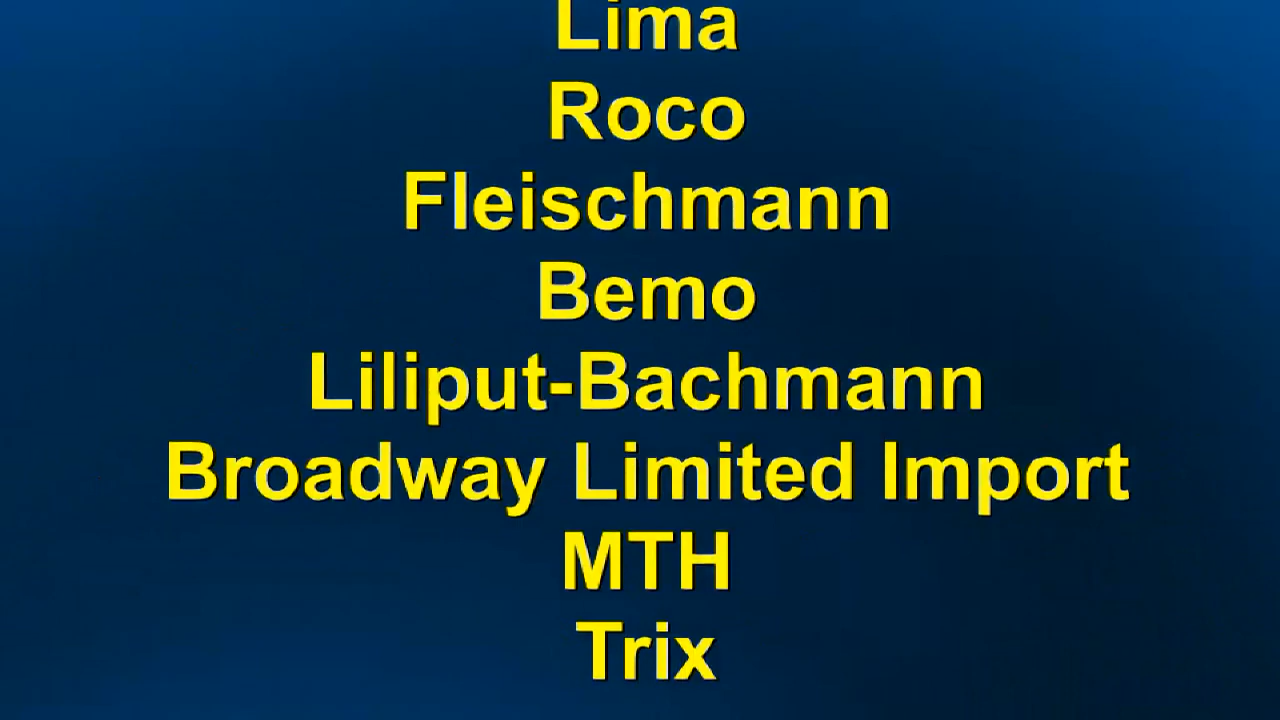 Lima
Roco
Fleischmann
Bemo
Liliput-Bachmann
Broadway Limited Import
MTH
Trix